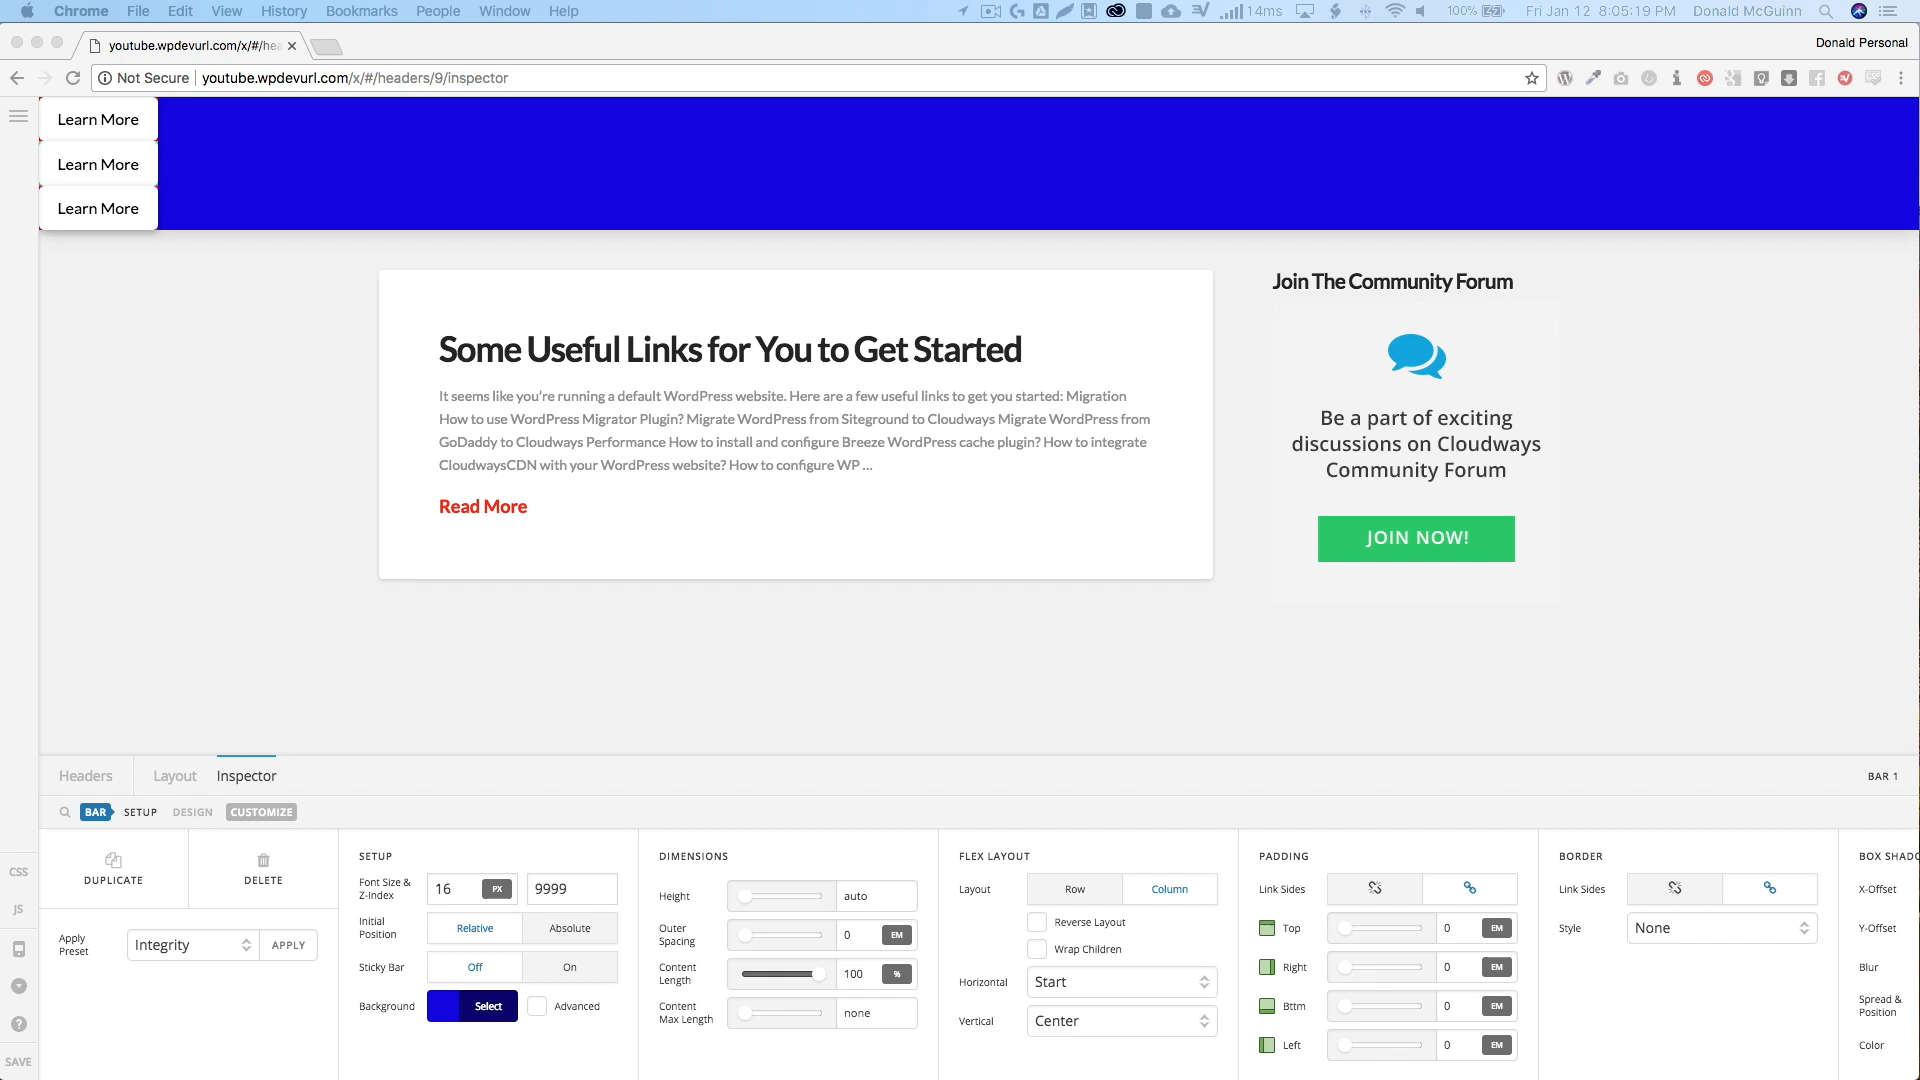 Chrome File Edit View History Bookmarks People Window Help 14ms 100% Fri Jan 12 8:05:19 PM Donald McGuinn
youtube.wpdevurl.com/x/#/hea
Donald Personal
Not Secure youtube.wpdevurl.com/x/#/headers/9/inspector
Learn More
Learn More
Learn More
Join The Community Forum
Some Useful Links for You to Get Started
It seems like you're running a default WordPress website. Here are a few useful links to get you started: Migration
How to use WordPress Migrator Plugin? Migrate WordPress from Siteground to Cloudways Migrate WordPress from
GoDaddy to Cloudways Performance How to install and configure Breeze WordPress cache plugin? How to integrate
CloudwaysCDN with your WordPress website? How to configure WP ...
Read More
Be a part of exciting
discussions on Cloudways
Community Forum
JOIN NOW!
Headers Layout Inspector BAR 1
BAR SETUP DESIGN CUSTOMIZE
CSS
JS
SAVE
DUPLICATE DELETE
Apply
Preset
Integrity APPLY
SETUP
Font Size &
Z-Index
16 PX 9999
Initial
Position
Relative Absolute
Sticky Bar Off On
Background Select Advanced
DIMENSIONS
Height auto
Outer
Spacing
0 EM
Content
Length
100 %
Content
Max Length
none
FLEX LAYOUT
Layout Row Column
Reverse Layout
Wrap Children
Horizontal Start
Vertical Center
PADDING
Link Sides
Top 0 EM
Right 0 EM
Bttm 0 EM
Left 0 EM
BORDER
Link Sides
Style None
BOX SHADO
X-Offset
Y-Offset
Blur
Spread &
Position
Color